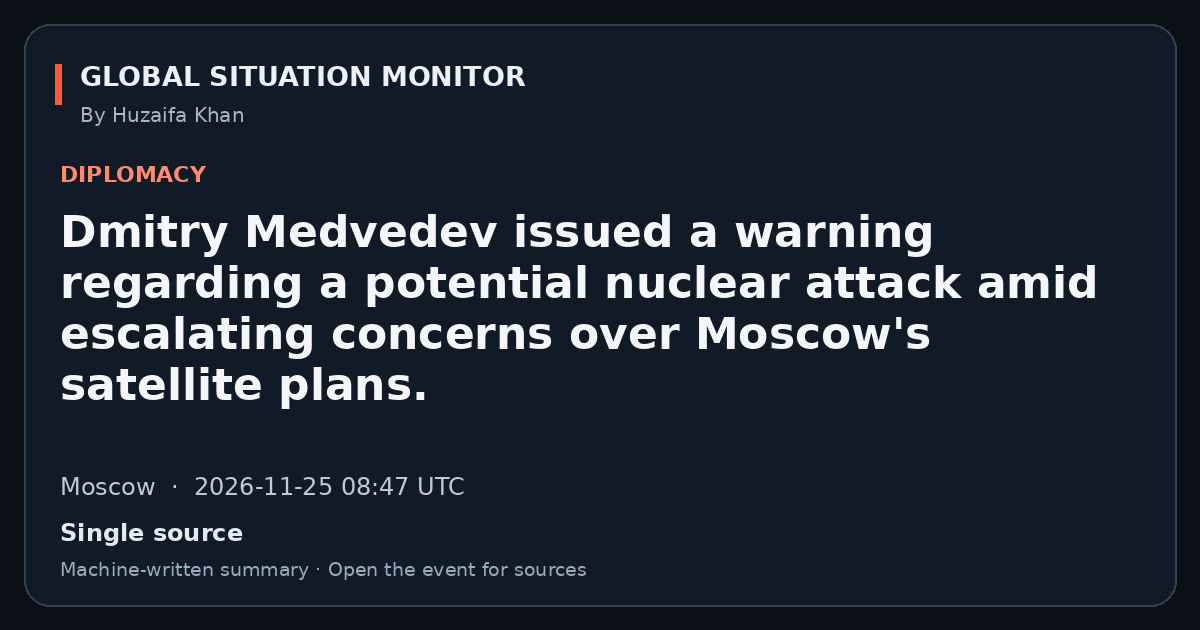 GLOBAL SITUATION MONITOR
By Huzaifa Khan
DIPLOMACY
Dmitry Medvedev issued a warning
regarding a potential nuclear attack amid
escalating concerns over Moscow's
satellite plans.
Moscow · 2026-11-25 08:47 UTC
Single source
Machine-written summary · Open the event for sources